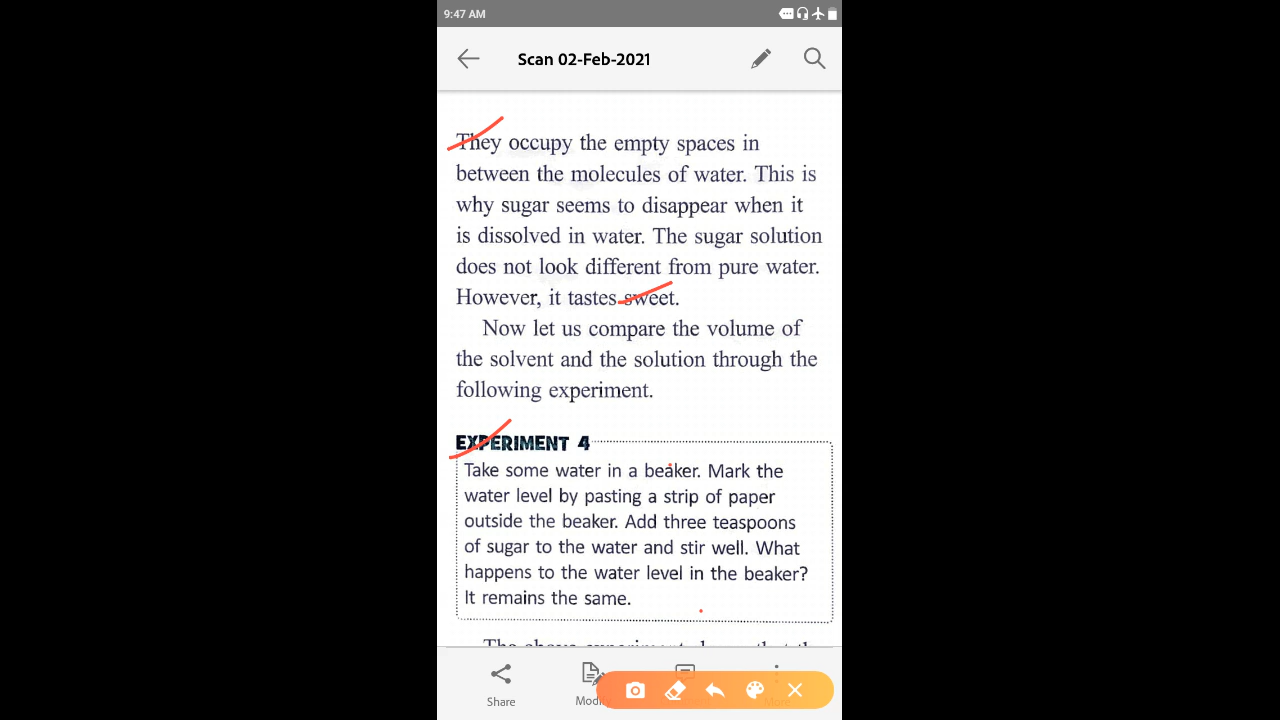 9:47 AM
Scan 02-Feb-2021
They occupy the empty spaces in
between the molecules of water. This is
why sugar seems to disappear when it
is dissolved in water. The sugar solution
does not look different from pure water.
However, it tastes sweet.
Now let us compare the volume of
the solvent and the solution through the
following experiment.
EXPERIMENT 4
Take some water in a beaker. Mark the
water level by pasting a strip of paper
outside the beaker. Add three teaspoons
of sugar to the water and stir well. What
happens to the water level in the beaker?
It remains the same.
The above experiment
Share